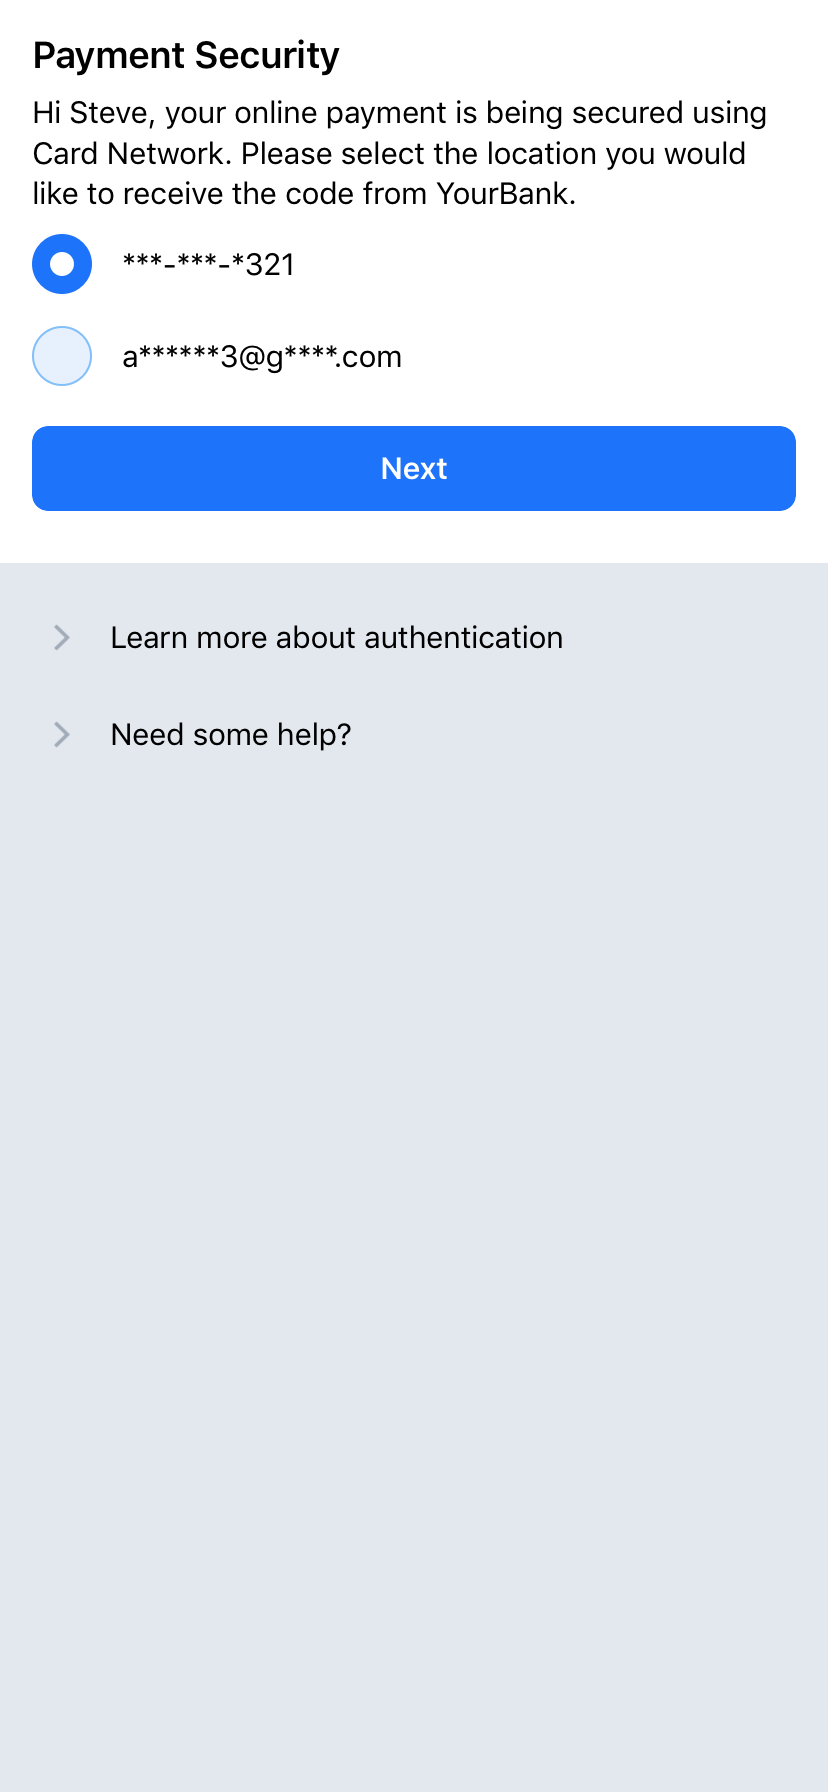 Payment Security
Hi Steve, your online payment is being secured using
Card Network. Please select the location you would
like to receive the code from YourBank.
***-***-*321
a******3@g****.com
Next
Learn more about authentication
Need some help?